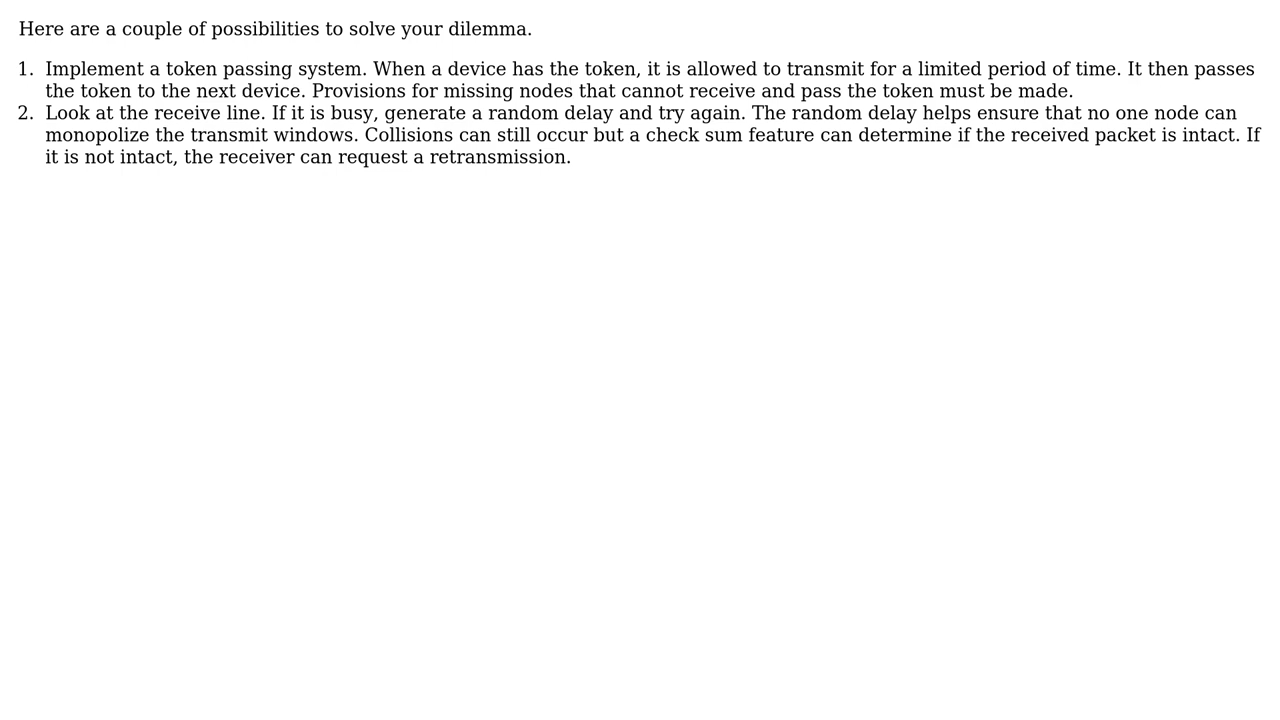 Here are a couple of possibilities to solve your dilemma.
1. Implement a token passing system. When a device has the token, it is allowed to transmit for a limited period of time. It then passes
the token to the next device. Provisions for missing nodes that cannot receive and pass the token must be made.
2. Look at the receive line. If it is busy, generate a random delay and try again. The random delay helps ensure that no one node can
monopolize the transmit windows. Collisions can still occur but a check sum feature can determine if the received packet is intact. If
it is not intact, the receiver can request a retransmission.